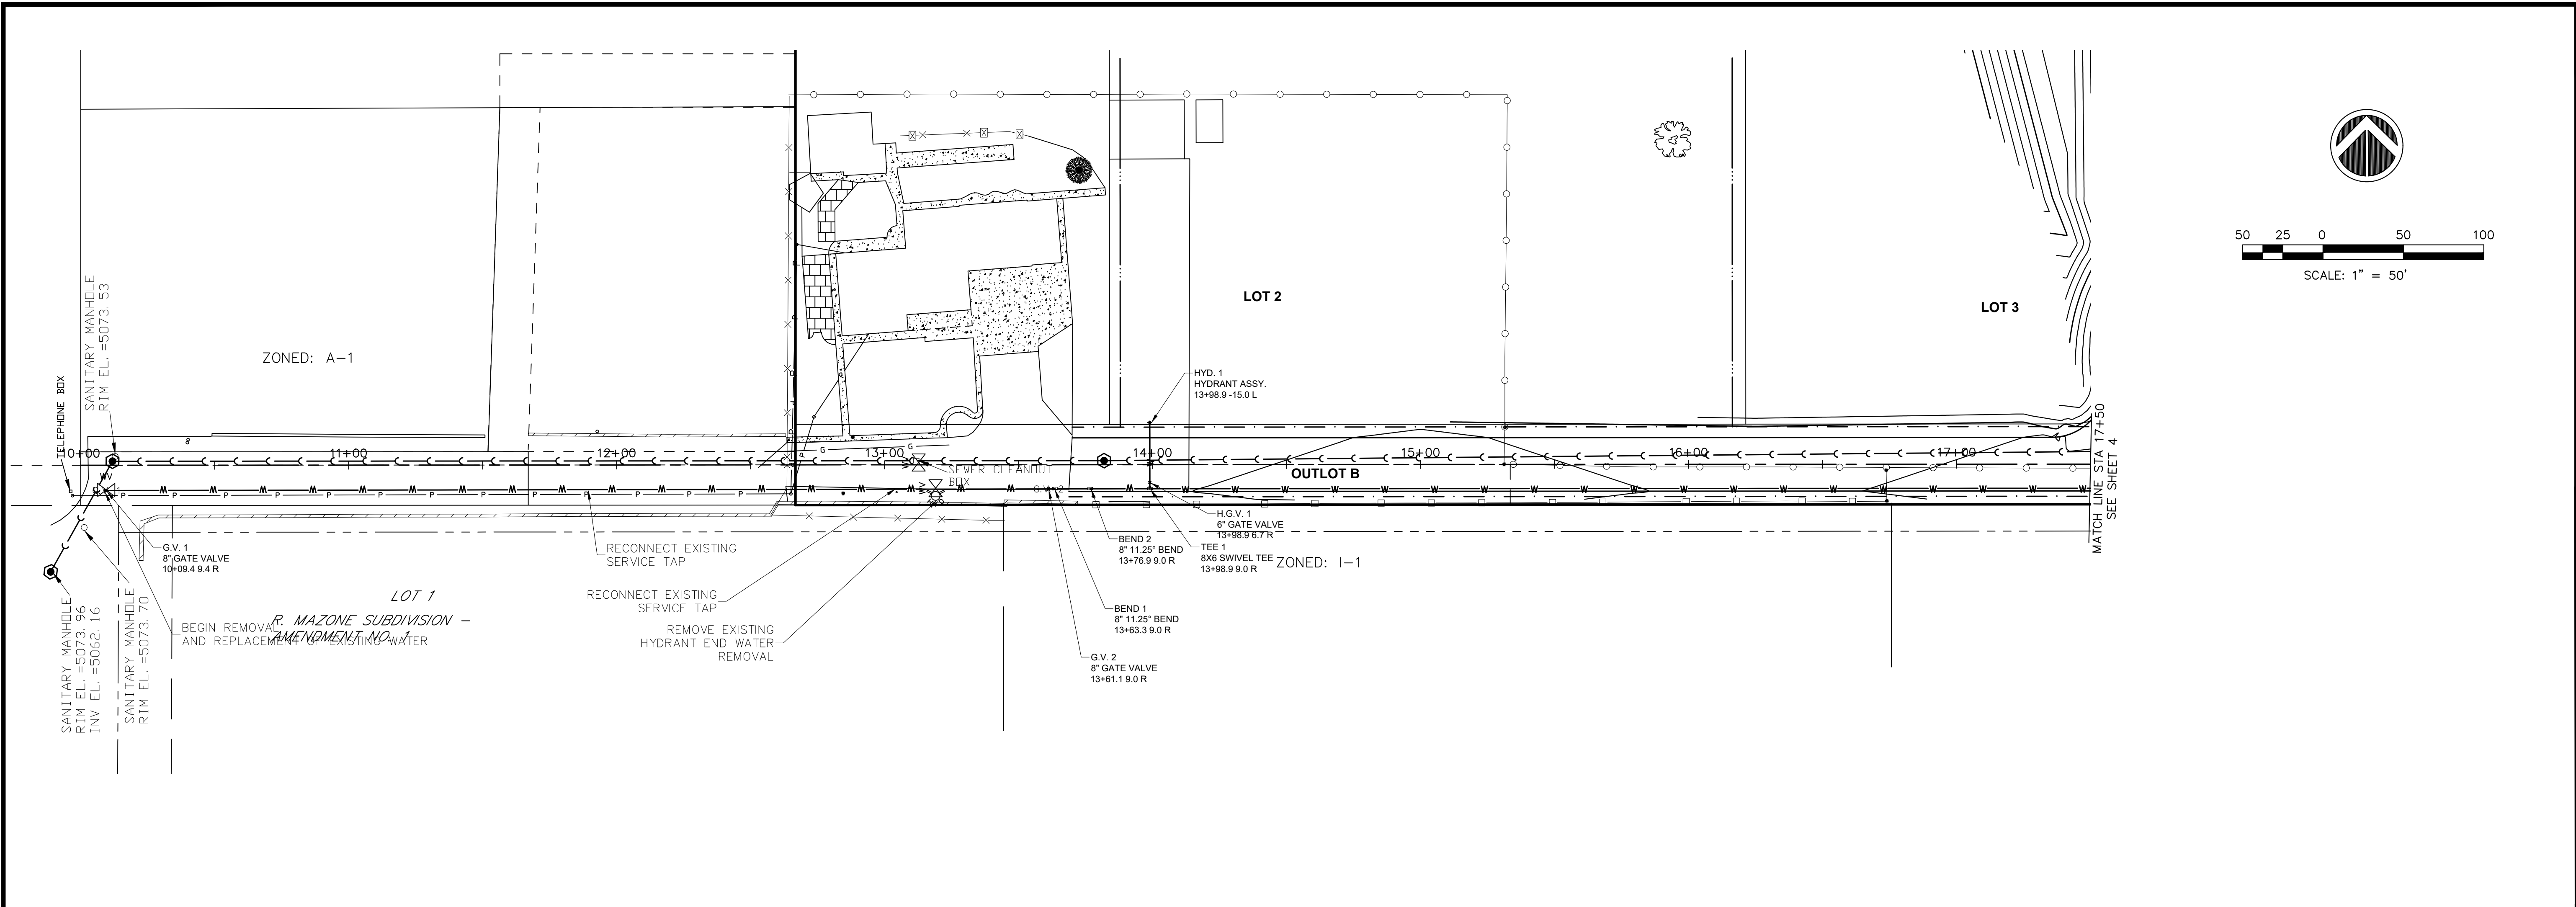 TELEPHONE BOX
SANITARY MANHOLE
RIM EL. =5073. 53
ZONED: A-1
LOT 2
LOT 3
50 25 0 50 100
SCALE: 1" = 50'
HYD. 1
HYDRANT ASSY.
13+98.9 -15.0 L
10+00
11+00
12+00
13+00
14+00
15+00
16+00
17+00
MATCH LINE STA 17+50
SEE SHEET 4
SEWER CLEANOUT
BOX
OUTLOT B
G.V. 1
8" GATE VALVE
10+09.4 9.4 R
RECONNECT EXISTING
SERVICE TAP
RECONNECT EXISTING
SERVICE TAP
REMOVE EXISTING
HYDRANT END WATER
REMOVAL
H.G.V. 1
6" GATE VALVE
13+98.9 6.7 R
BEND 2
8" 11.25° BEND
13+76.9 9.0 R
TEE 1
8X6 SWIVEL TEE
13+98.9 9.0 R
ZONED: I-1
BEND 1
8" 11.25° BEND
13+63.3 9.0 R
G.V. 2
8" GATE VALVE
13+61.1 9.0 R
LOT 1
R. MAZONE SUBDIVISION -
AMENDMENT NO. 1
BEGIN REMOVAL
AND REPLACEMENT OF EXISTING WATER
SANITARY MANHOLE
RIM EL. =5073. 96
INV EL. =5062. 16
SANITARY MANHOLE
RIM EL. =5073. 70